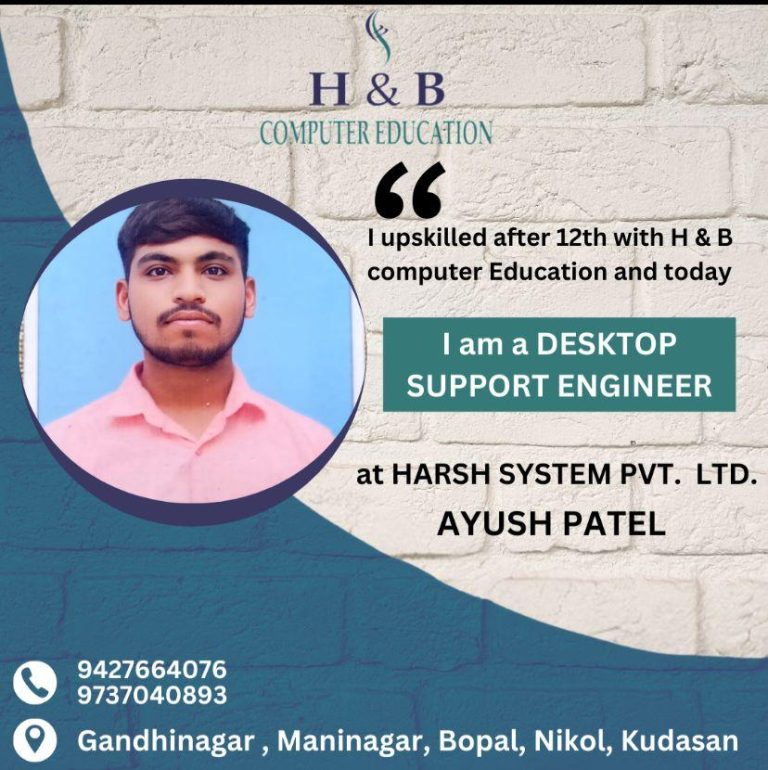 H & B
COMPUTER EDUCATION
“
I upskilled after 12th with H & B
computer Education and today
I am a DESKTOP
SUPPORT ENGINEER
at HARSH SYSTEM PVT. LTD.
AYUSH PATEL
9427664076
9737040893
Gandhinagar , Maninagar, Bopal, Nikol, Kudasan